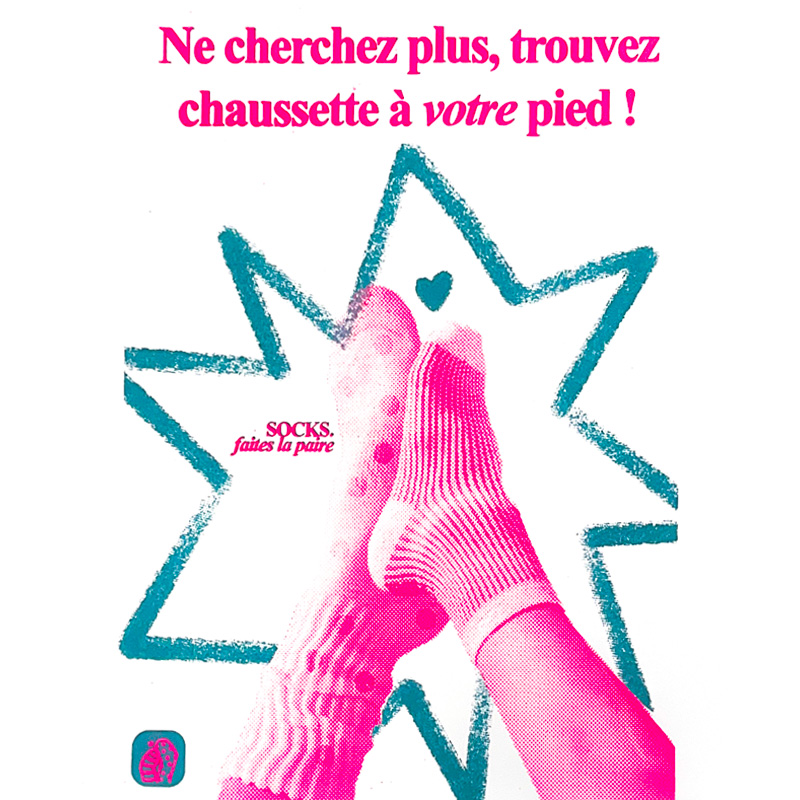 Ne cherchez plus, trouvez
chaussette à votre pied !
SOCKS.
faites la paire